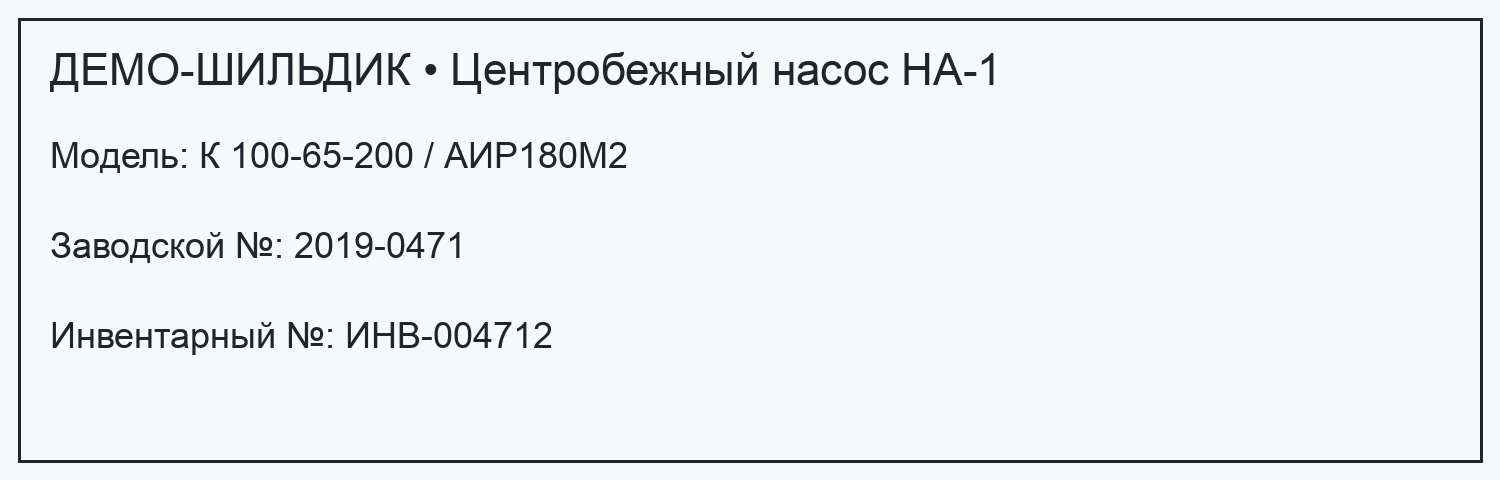 ДЕМО-ШИЛЬДИК • Центробежный насос НА-1
Модель: К 100-65-200 / АИР180М2
Заводской №: 2019-0471
Инвентарный №: ИНВ-004712